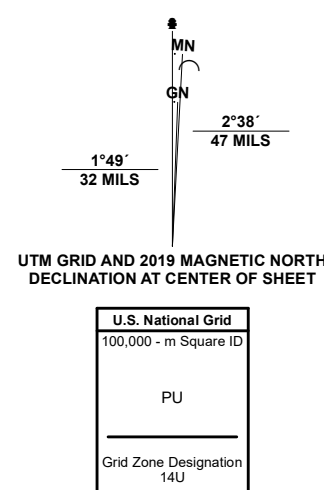 MN
GN
2°38´
47 MILS
1°49´
32 MILS
UTM GRID AND 2019 MAGNETIC NORTH
DECLINATION AT CENTER OF SHEET
U.S. National Grid
100,000 - m Square ID
PU
Grid Zone Designation
14U